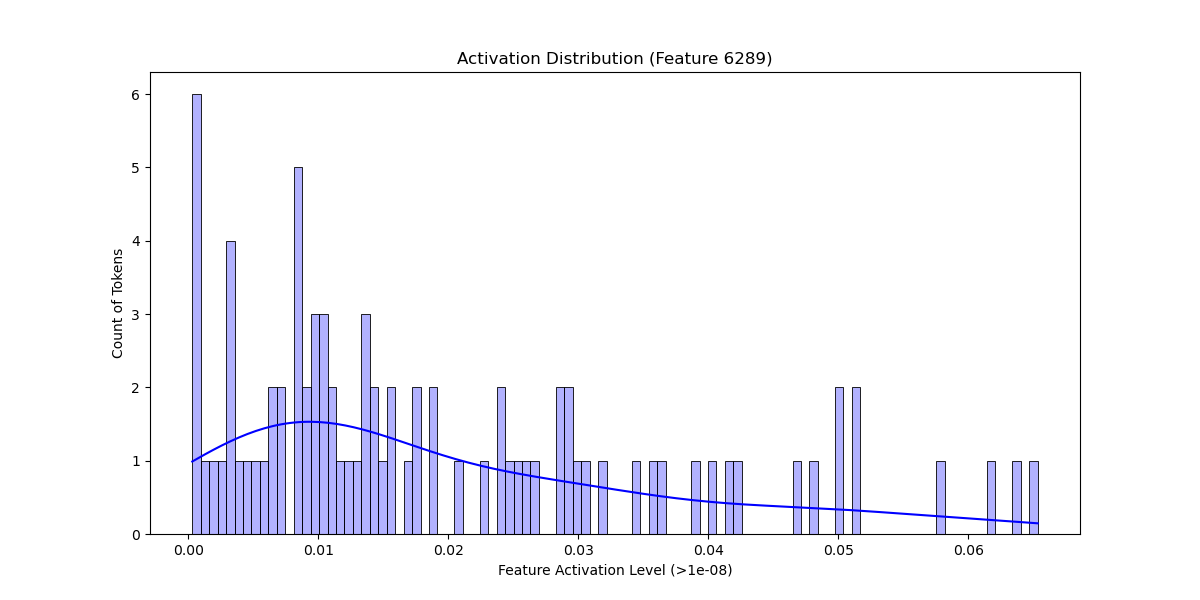 Activation Distribution (Feature 6289)
6
5
4
3
2
1
0
Count of Tokens
0.00 0.01 0.02 0.03 0.04 0.05 0.06
Feature Activation Level (>1e-08)